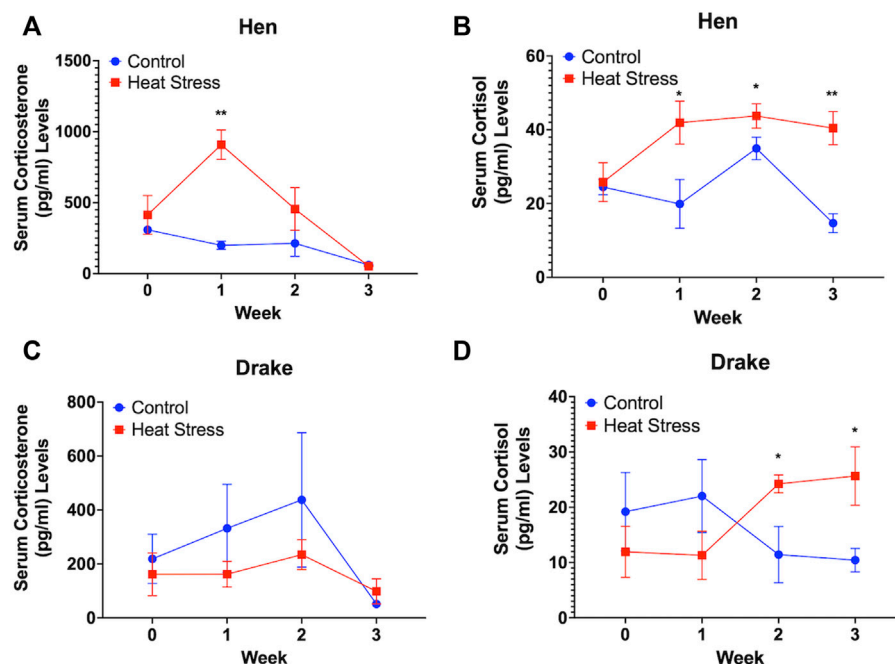 A
Hen
Control
Heat Stress
Serum Corticosterone
(pg/ml) Levels
1500
1000
500
0
**
0 1 2 3
Week
B
Hen
Control
Heat Stress
Serum Cortisol
(pg/ml) Levels
60
40
20
0
* * **
0 1 2 3
Week
C
Drake
Control
Heat Stress
Serum Corticosterone
(pg/ml) Levels
800
600
400
200
0
0 1 2 3
Week
D
Drake
Control
Heat Stress
Serum Cortisol
(pg/ml) Levels
40
30
20
10
0
* *
0 1 2 3
Week